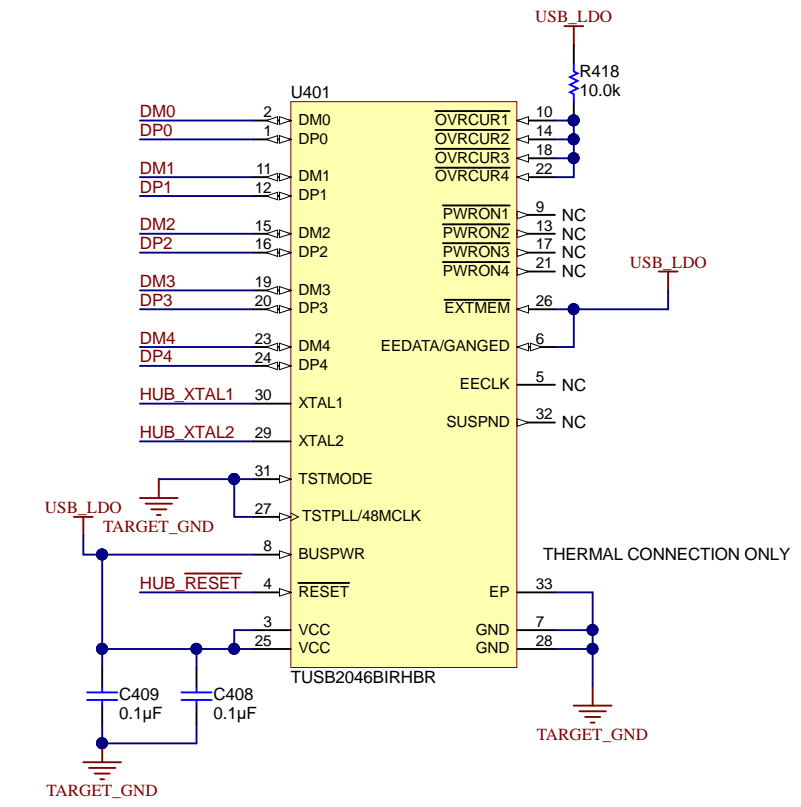 USB_LDO
R418
10.0k
U401
DM0 2 DM0 OVRCUR1 10
DP0 1 DP0 OVRCUR2 14
OVRCUR3 18
DM1 11 DM1 OVRCUR4 22
DP1 12 DP1
PWRON1 9 NC
DM2 15 DM2 PWRON2 13 NC
DP2 16 DP2 PWRON3 17 NC
PWRON4 21 NC
USB_LDO
DM3 19 DM3
DP3 20 DP3 EXTMEM 26
DM4 23 DM4 EEDATA/GANGED 6
DP4 24 DP4
EECLK 5 NC
HUB_XTAL1 30 XTAL1
SUSPND 32 NC
HUB_XTAL2 29 XTAL2
31 TSTMODE
USB_LDO
TARGET_GND
27 TSTPLL/48MCLK
8 BUSPWR
THERMAL CONNECTION ONLY
HUB_RESET 4 RESET EP 33
3 VCC GND 7
25 VCC GND 28
TUSB2046BIRHBR
C409
0.1µF
C408
0.1µF
TARGET_GND
TARGET_GND